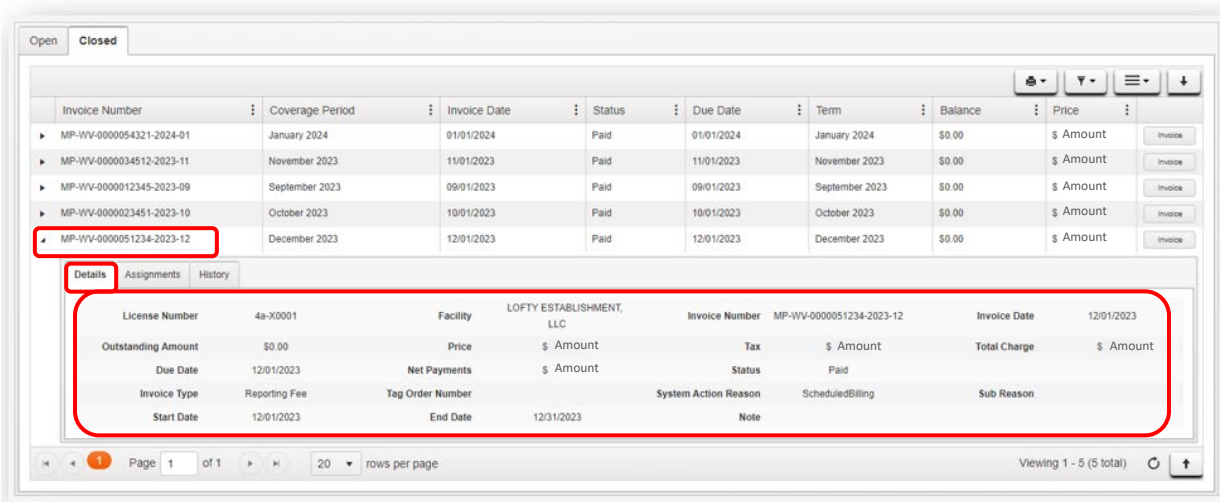 Open Closed
Invoice Number Coverage Period Invoice Date Status Due Date Term Balance Price
MP-WV-0000054321-2024-01 January 2024 01/01/2024 Paid 01/01/2024 January 2024 $0.00 $ Amount Invoice
MP-WV-0000034512-2023-11 November 2023 11/01/2023 Paid 11/01/2023 November 2023 $0.00 $ Amount Invoice
MP-WV-0000012345-2023-09 September 2023 09/01/2023 Paid 09/01/2023 September 2023 $0.00 $ Amount Invoice
MP-WV-0000023451-2023-10 October 2023 10/01/2023 Paid 10/01/2023 October 2023 $0.00 $ Amount Invoice
MP-WV-0000051234-2023-12 December 2023 12/01/2023 Paid 12/01/2023 December 2023 $0.00 $ Amount Invoice
Details Assignments History
License Number 4a-X0001 Facility LOFTY ESTABLISHMENT, LLC Invoice Number MP-WV-0000051234-2023-12 Invoice Date 12/01/2023
Outstanding Amount $0.00 Price $ Amount Tax $ Amount Total Charge $ Amount
Due Date 12/01/2023 Net Payments $ Amount Status Paid
Invoice Type Reporting Fee Tag Order Number System Action Reason ScheduledBilling Sub Reason
Start Date 12/01/2023 End Date 12/31/2023 Note
1 Page 1 of 1 20 rows per page Viewing 1 - 5 (5 total)